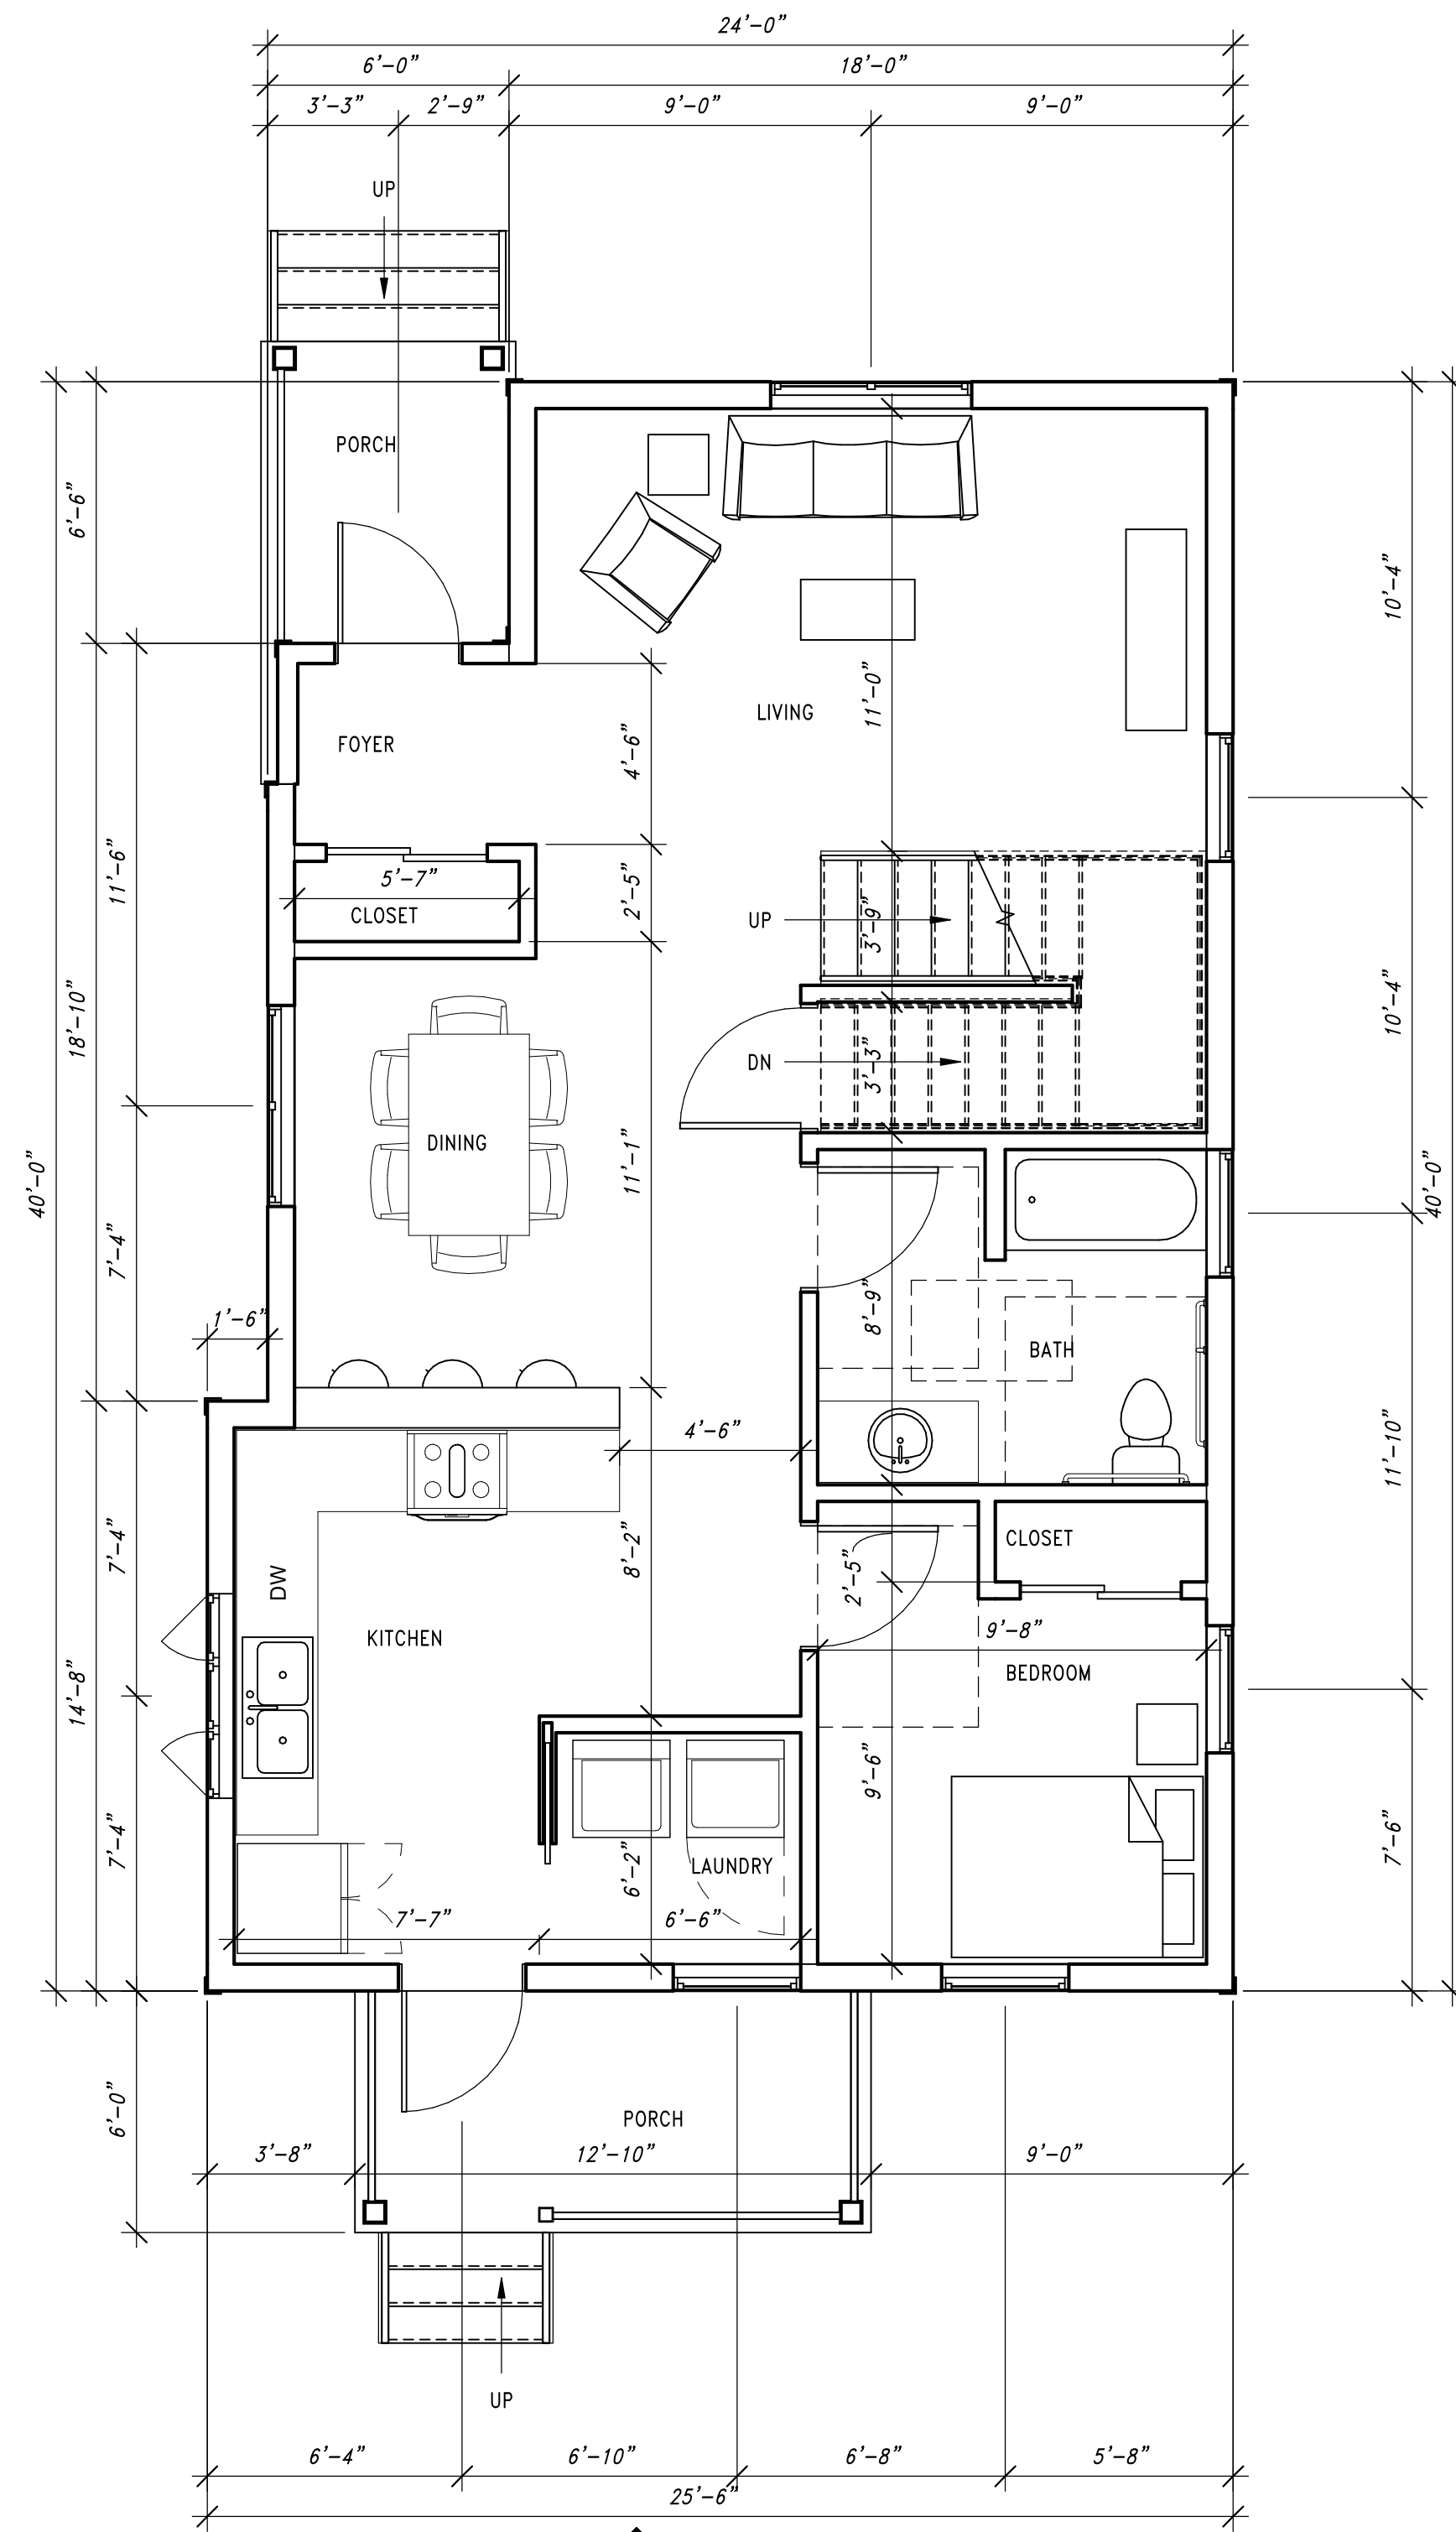 24'-0"
6'-0" 18'-0"
3'-3" 2'-9" 9'-0" 9'-0"
UP
PORCH
6'-6"
10'-4"
11'-0"
LIVING
FOYER
4'-6"
11'-6"
5'-7"
2'-5"
CLOSET
UP
3'-9"
18'-10"
10'-4"
DN
3'-3"
DINING
11'-1"
40'-0"
40'-0"
7'-4"
1'-6"
8'-9"
BATH
4'-6"
11'-10"
7'-4"
8'-2"
CLOSET
DW
2'-5"
KITCHEN
9'-8"
BEDROOM
14'-8"
9'-6"
7'-4"
7'-6"
6'-2"
LAUNDRY
7'-7" 6'-6"
6'-0"
PORCH
3'-8" 12'-10" 9'-0"
UP
6'-4" 6'-10" 6'-8" 5'-8"
25'-6"